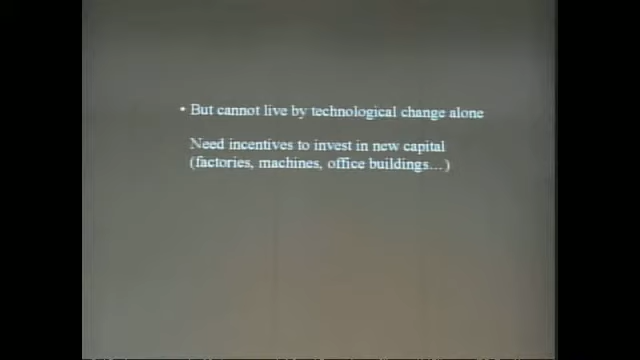 • But cannot live by technological change alone
Need incentives to invest in new capital
(factories, machines, office buildings...)